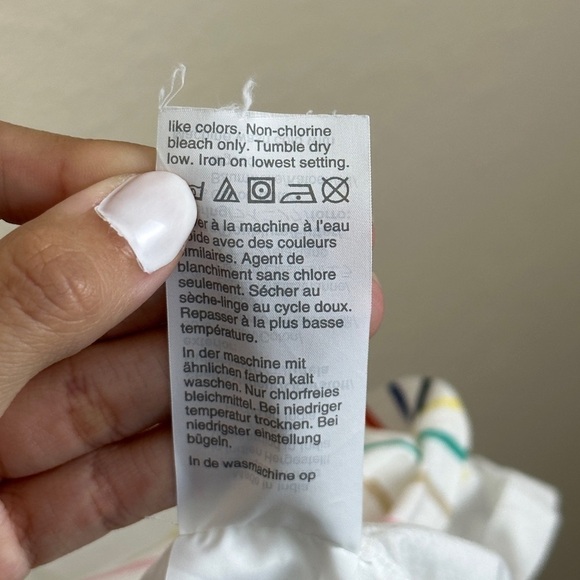 like colors. Non-chlorine
bleach only. Tumble dry
low. Iron on lowest setting.
à la machine à l'eau
avec des couleurs
similaires. Agent de
blanchiment sans chlore
seulement. Sécher au
sèche-linge au cycle doux.
Repasser à la plus basse
température.
In der maschine mit
ähnlichen farben kalt
waschen. Nur chlorfreies
bleichmittel. Bei niedriger
temperatur trocknen. Bei
niedrigster einstellung
bügeln.
In de wasmachine op